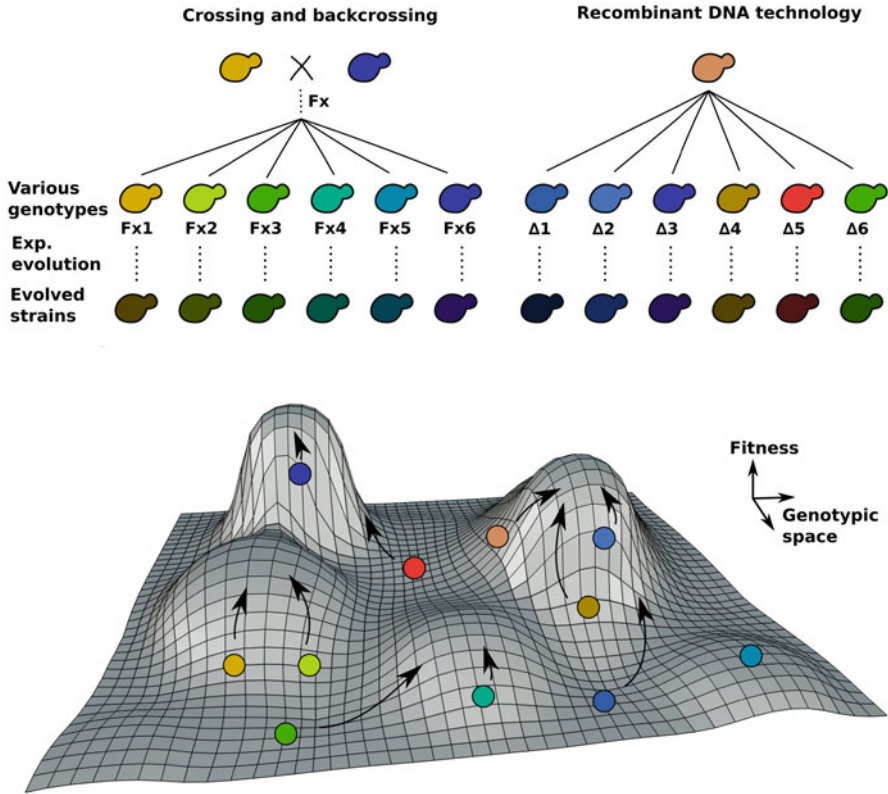 Crossing and backcrossing
Recombinant DNA technology
Fx
Various
genotypes
Fx1 Fx2 Fx3 Fx4 Fx5 Fx6 Δ1 Δ2 Δ3 Δ4 Δ5 Δ6
Exp.
evolution
Evolved
strains
Fitness
Genotypic
space